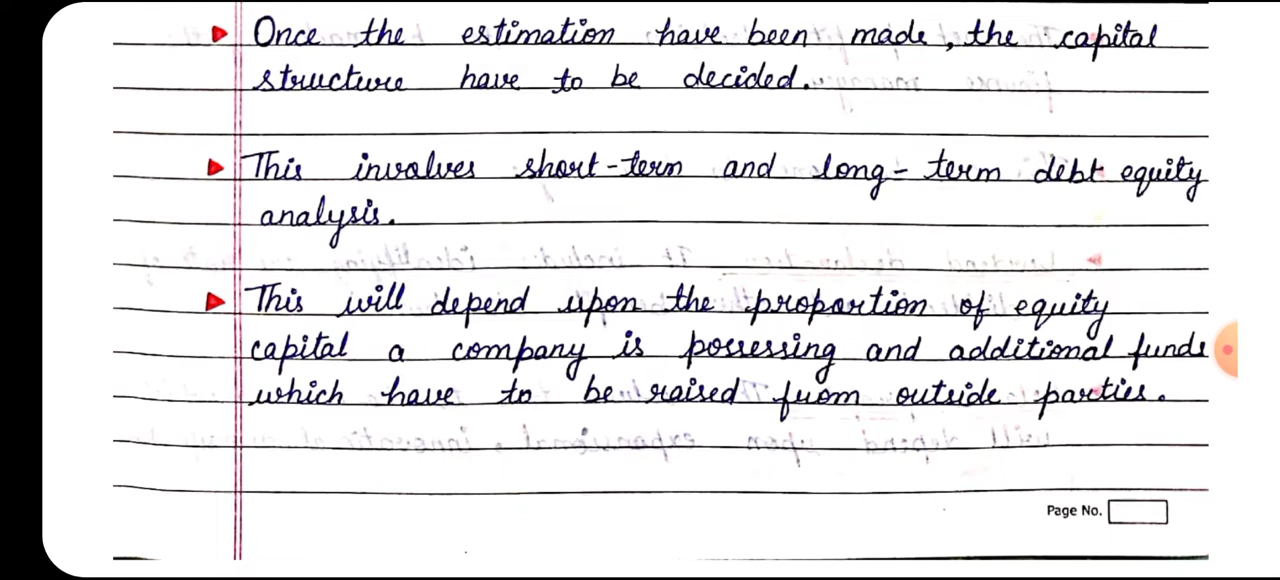 Once the estimation have been made, the capital
structure have to be decided.
This involves short-term and long-term debt equity
analysis.
This will depend upon the proportion of equity
capital a company is possessing and additional funds
which have to be raised from outside parties.
Page No.